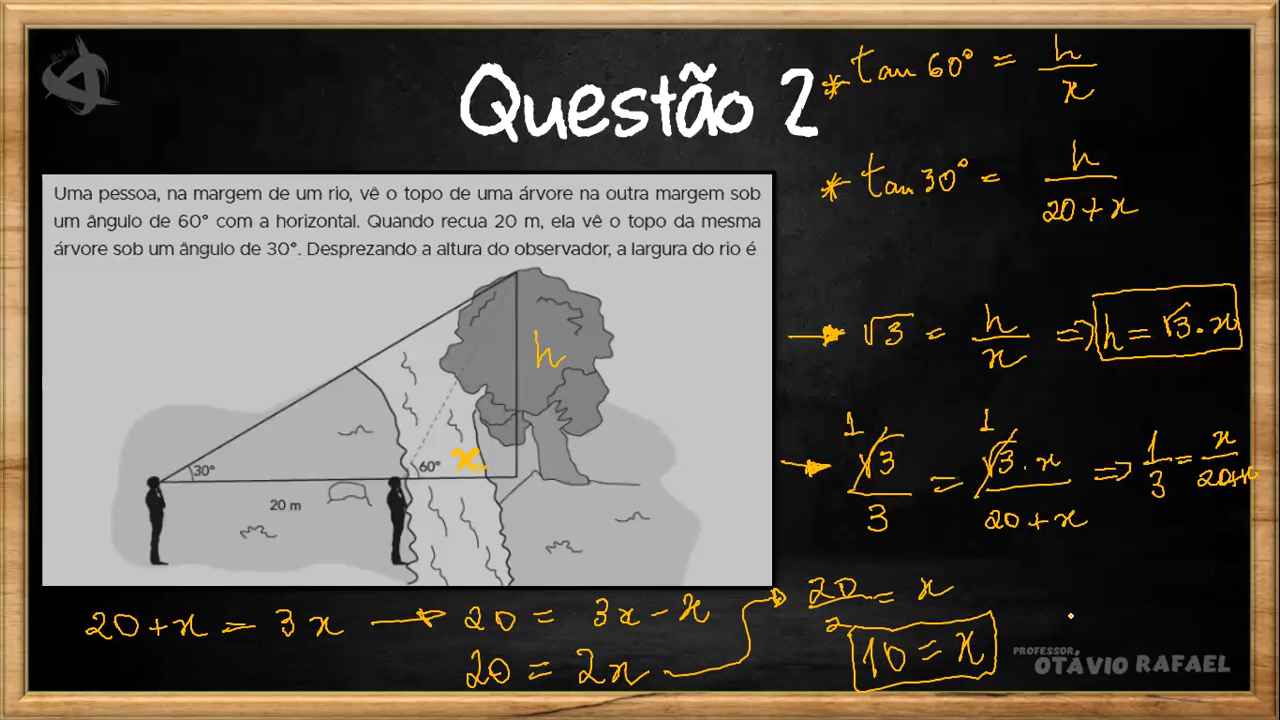 Questão 2
Uma pessoa, na margem de um rio, vê o topo de uma árvore na outra margem sob
um ângulo de 60° com a horizontal. Quando recua 20 m, ela vê o topo da mesma
árvore sob um ângulo de 30°. Desprezando a altura do observador, a largura do rio é
h
30°
60°
x
20 m
* tan 60° = h/x
* tan 30° = h/20+x
→ √3 = h/x => h = √3 · x
→ 1 √3/3 = 1 √3 · x/20+x => 1/3 = x/20+x
20+x = 3x → 20 = 3x - x
20 = 2x → 20/2 = x
10 = x
PROFESSOR
OTÁVIO RAFAEL